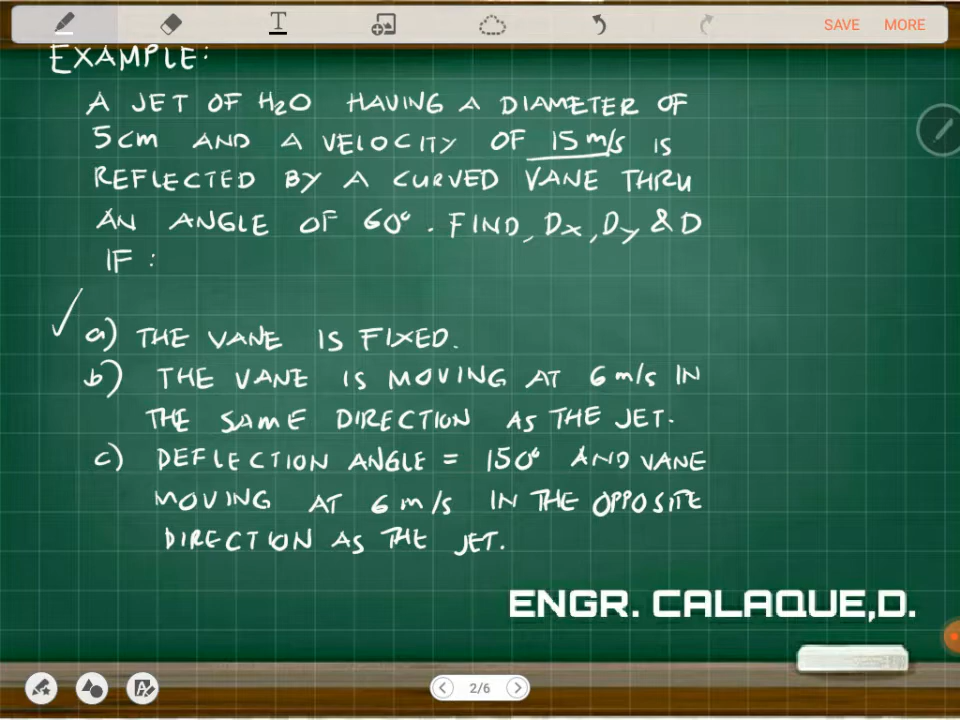 SAVE MORE
EXAMPLE:
A JET OF H2O HAVING A DIAMETER OF
5cm AND A VELOCITY OF 15 m/s IS
REFLECTED BY A CURVED VANE THRU
AN ANGLE OF 60°. FIND, Dx, Dy & D
IF :
a) THE VANE IS FIXED.
b) THE VANE IS MOVING AT 6 m/s IN
THE SAME DIRECTION AS THE JET.
c) DEFLECTION ANGLE = 150° AND VANE
MOVING AT 6 m/s IN THE OPPOSITE
DIRECTION AS THE JET.
ENGR. CALAQUE,D.
2/6